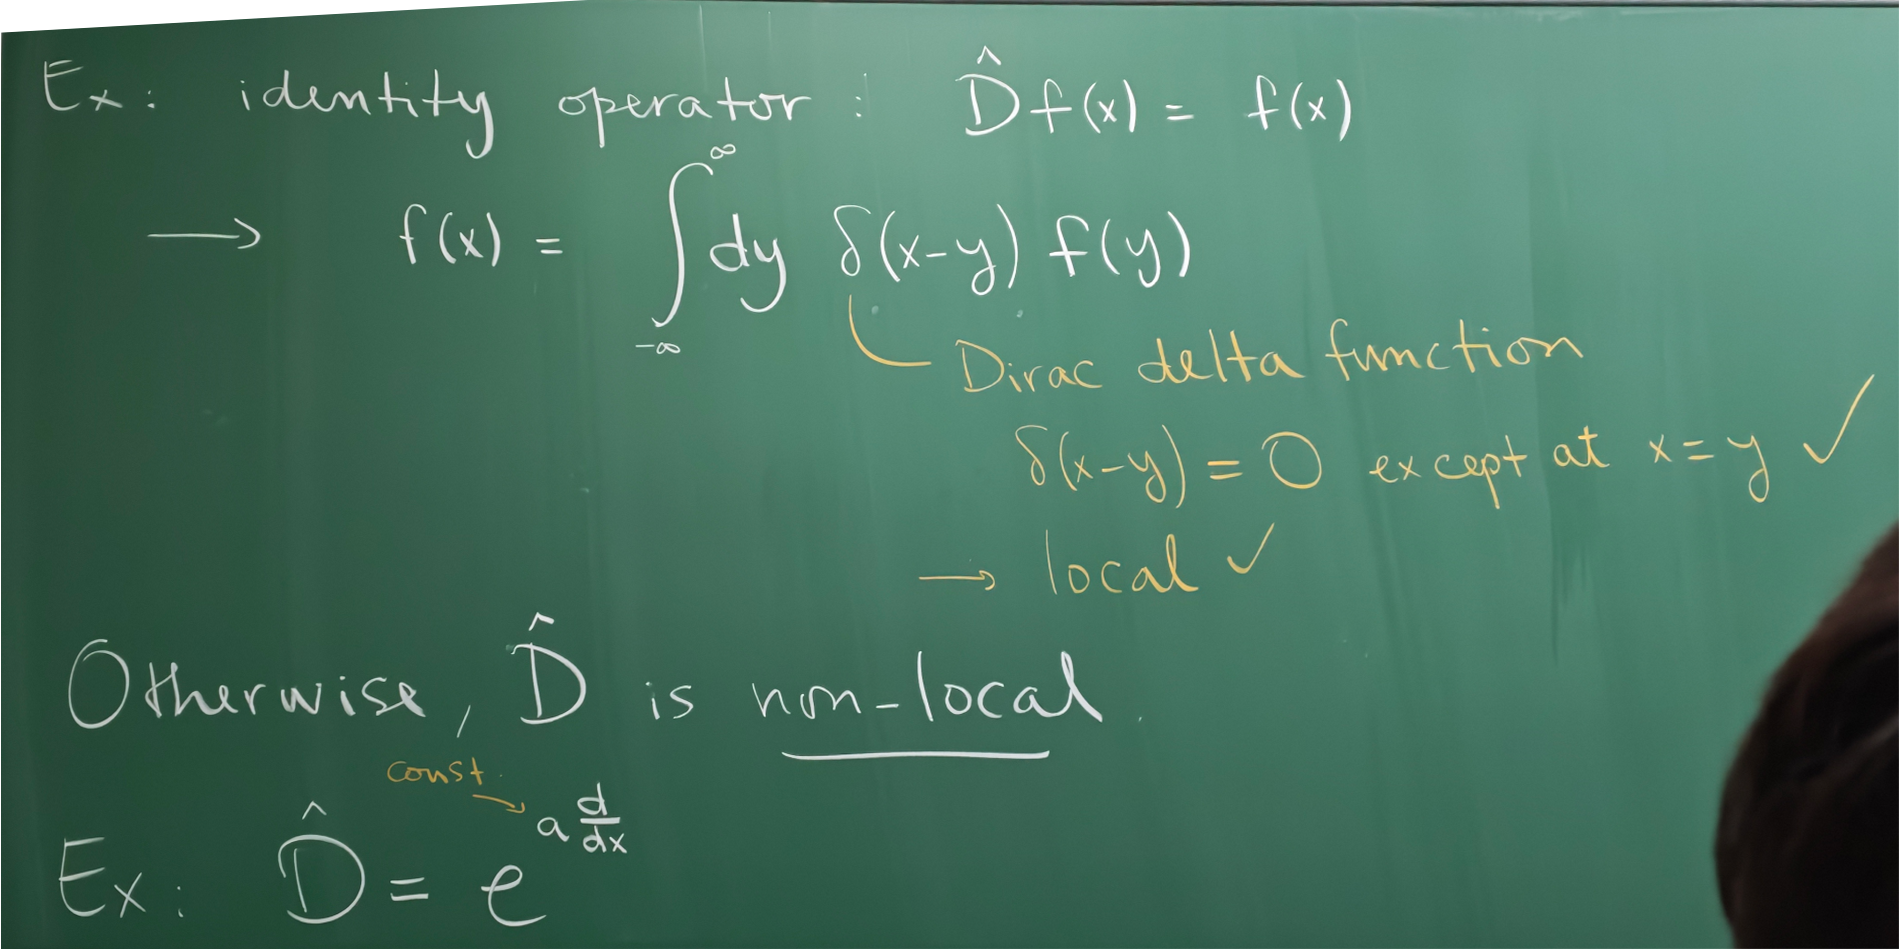 Ex: identity operator: D̂f(x) = f(x)
⟶ f(x) = ∫_{-∞}^{∞} dy δ(x-y) f(y)
Dirac delta function
δ(x-y) = 0 except at x=y ✓
→ local ✓
Otherwise, D̂ is non-local.
const.
Ex: D̂ = e^{a d/dx}